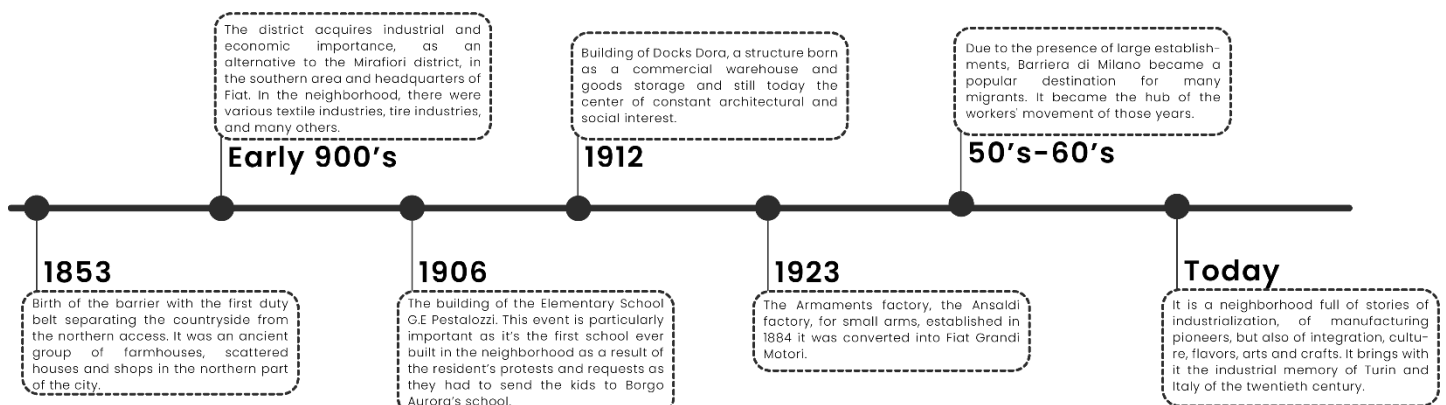 The district acquires industrial and
economic importance, as an
alternative to the Mirafiori district, in
the southern area and headquarters of
Fiat. In the neighborhood, there were
various textile industries, tire industries,
and many others.
Early 900's
Building of Docks Dora, a structure born
as a commercial warehouse and
goods storage and still today the
center of constant architectural and
social interest.
1912
Due to the presence of large establish-
ments, Barriera di Milano became a
popular destination for many
migrants. It became the hub of the
workers' movement of those years.
50's-60's
1853
Birth of the barrier with the first duty
belt separating the countryside from
the northern access. It was an ancient
group of farmhouses, scattered
houses and shops in the northern part
of the city.
1906
The building of the Elementary School
G.E Pestalozzi. This event is particularly
important as it's the first school ever
built in the neighborhood as a result of
the resident's protests and requests as
they had to send the kids to Borgo
Aurora's school.
1923
The Armaments factory, the Ansaldi
factory, for small arms, established in
1884 it was converted into Fiat Grandi
Motori.
Today
It is a neighborhood full of stories of
industrialization, of manufacturing
pioneers, but also of integration, cultu-
re, flavors, arts and crafts. It brings with
it the industrial memory of Turin and
Italy of the twentieth century.